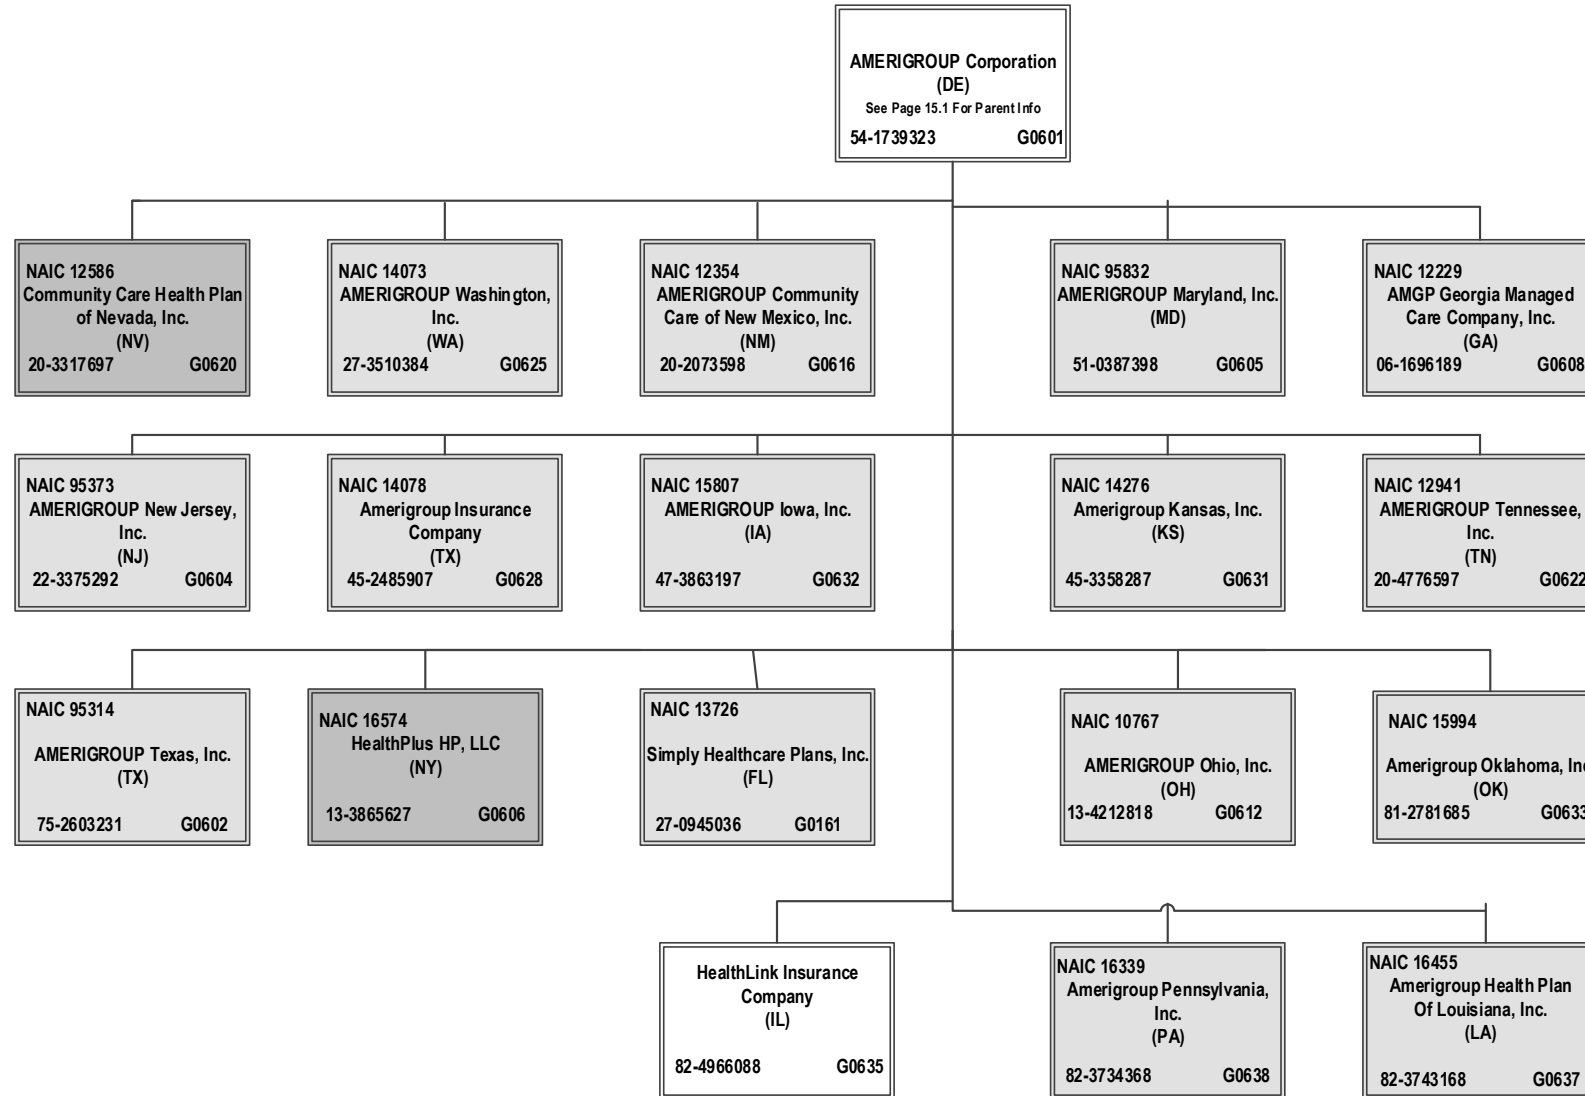 AMERIGROUP Corporation
(DE)
See Page 15.1 For Parent Info
54-1739323 G0601
NAIC 12586
Community Care Health Plan
of Nevada, Inc.
(NV)
20-3317697 G0620
NAIC 14073
AMERIGROUP Washington,
Inc.
(WA)
27-3510384 G0625
NAIC 12354
AMERIGROUP Community
Care of New Mexico, Inc.
(NM)
20-2073598 G0616
NAIC 95832
AMERIGROUP Maryland, Inc.
(MD)
51-0387398 G0605
NAIC 12229
AMGP Georgia Managed
Care Company, Inc.
(GA)
06-1696189 G0608
NAIC 95373
AMERIGROUP New Jersey,
Inc.
(NJ)
22-3375292 G0604
NAIC 14078
Amerigroup Insurance
Company
(TX)
45-2485907 G0628
NAIC 15807
AMERIGROUP Iowa, Inc.
(IA)
47-3863197 G0632
NAIC 14276
Amerigroup Kansas, Inc.
(KS)
45-3358287 G0631
NAIC 12941
AMERIGROUP Tennessee,
Inc.
(TN)
20-4776597 G0622
NAIC 95314
AMERIGROUP Texas, Inc.
(TX)
75-2603231 G0602
NAIC 16574
HealthPlus HP, LLC
(NY)
13-3865627 G0606
NAIC 13726
Simply Healthcare Plans, Inc.
(FL)
27-0945036 G0161
NAIC 10767
AMERIGROUP Ohio, Inc.
(OH)
13-4212818 G0612
NAIC 15994
Amerigroup Oklahoma, Inc
(OK)
81-2781685 G0633
HealthLink Insurance
Company
(IL)
82-4966088 G0635
NAIC 16339
Amerigroup Pennsylvania,
Inc.
(PA)
82-3734368 G0638
NAIC 16455
Amerigroup Health Plan
Of Louisiana, Inc.
(LA)
82-3743168 G0637